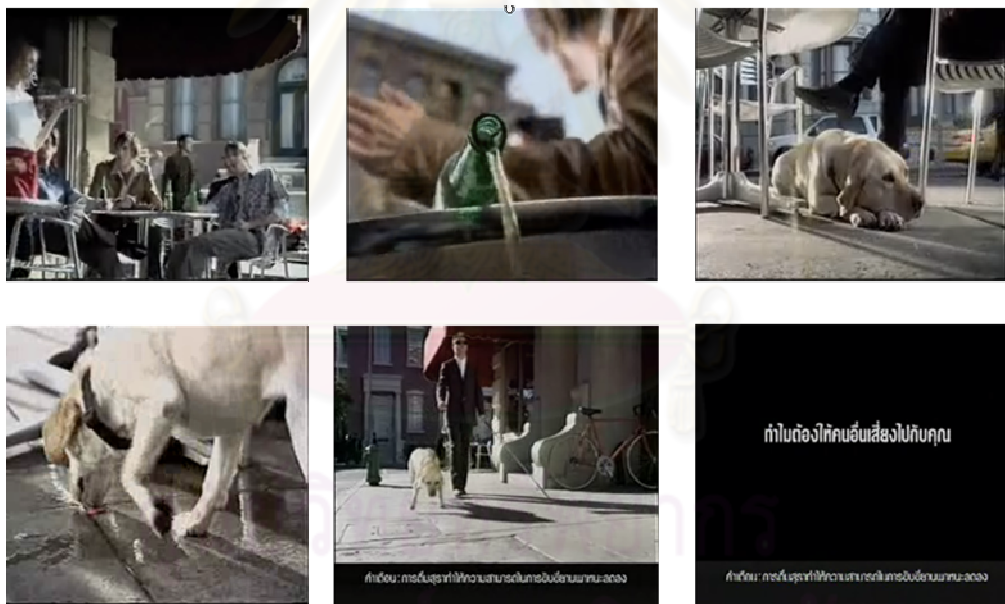 คำเตือน : การดื่มสุราทำให้ความสามารถในการขับขี่ยานพาหนะลดลง
ทำไมต้องให้คนอื่นเสี่ยงไปกับคุณ
คำเตือน : การดื่มสุราทำให้ความสามารถในการขับขี่ยานพาหนะลดลง